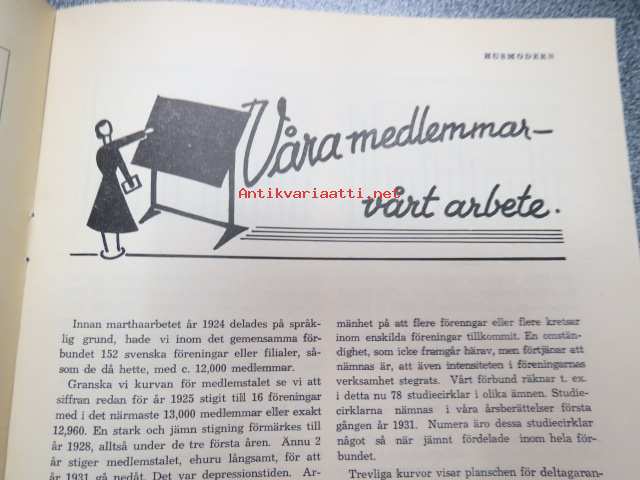 HUSMODERN
Våra medlemmar—
vårt arbete.
Antikvariaatti.net
Innan marthaarbetet år 1924 delades på språk-
lig grund, hade vi inom det gemensamma för-
bundet 152 svenska föreningar eller filialer, så-
som de då hette, med c. 12,000 medlemmar.
Granska vi kurvan för medlemstalet se vi att
siffran redan för år 1925 stigit till 16 föreningar
med i det närmaste 13,000 medlemmar eller exakt
12,960. En stark och jämn stigning förmärkes till
år 1928, alltså under de tre första åren. Ännu 2
år stiger medlemstalet, ehuru långsamt, för att
år 1931 gå nedåt. Det var depressionstiden. Ar-
mänhet på att flere förenngar eller flere kretsar
inom enskilda föreningar tillkommit. En omstän-
dighet, som icke framgår härav, men förtjänar att
nämnas är, att även intensiteten i föreningarnas
verksamhet stegrats. Vårt förbund räknar t. ex.
i detta nu 78 studiecirklar i olika ämnen. Studie-
cirklarna nämnas i våra årsberättelser första
gången år 1931. Numera äro dessa studiecirklar
något så när jämnt fördelade inom hela för-
bundet.
Trevliga kurvor visar planschen för deltagaran-